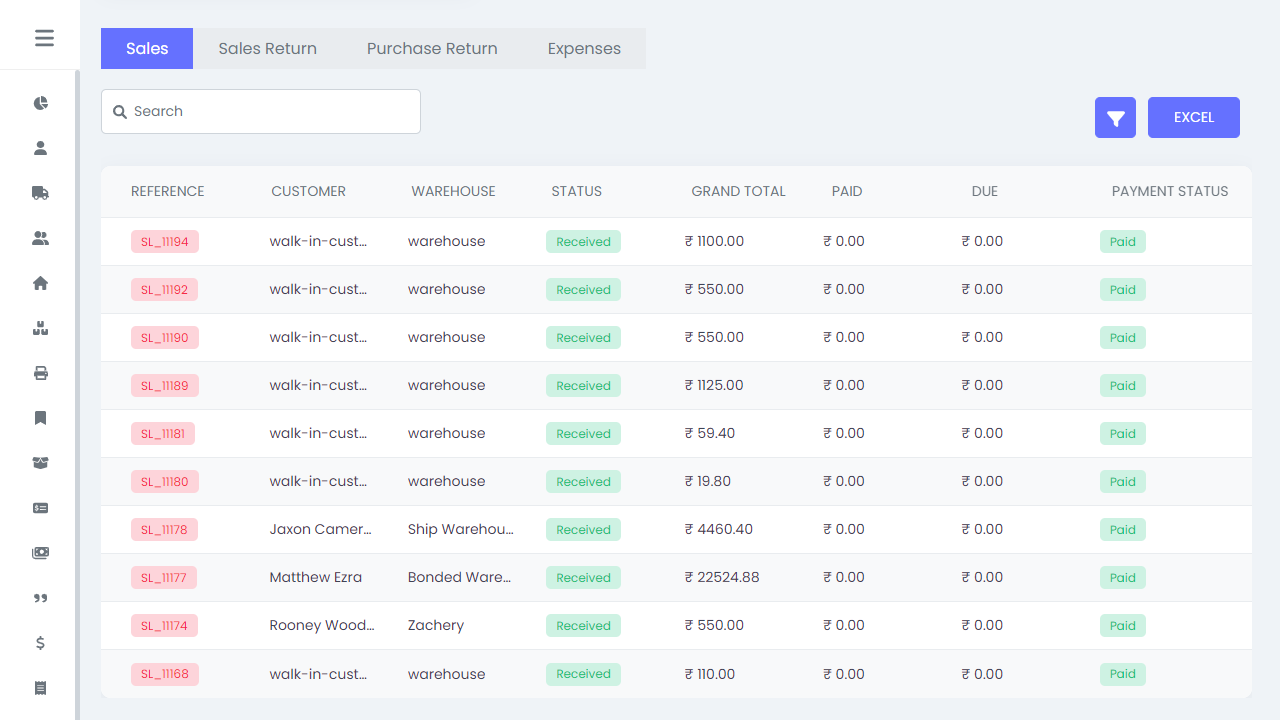 Sales Sales Return Purchase Return Expenses
Search
EXCEL
REFERENCE CUSTOMER WAREHOUSE STATUS GRAND TOTAL PAID DUE PAYMENT STATUS
SL_11194 walk-in-cust... warehouse Received ₹ 1100.00 ₹ 0.00 ₹ 0.00 Paid
SL_11192 walk-in-cust... warehouse Received ₹ 550.00 ₹ 0.00 ₹ 0.00 Paid
SL_11190 walk-in-cust... warehouse Received ₹ 550.00 ₹ 0.00 ₹ 0.00 Paid
SL_11189 walk-in-cust... warehouse Received ₹ 1125.00 ₹ 0.00 ₹ 0.00 Paid
SL_11181 walk-in-cust... warehouse Received ₹ 59.40 ₹ 0.00 ₹ 0.00 Paid
SL_11180 walk-in-cust... warehouse Received ₹ 19.80 ₹ 0.00 ₹ 0.00 Paid
SL_11178 Jaxon Camer... Ship Warehou... Received ₹ 4460.40 ₹ 0.00 ₹ 0.00 Paid
SL_11177 Matthew Ezra Bonded Ware... Received ₹ 22524.88 ₹ 0.00 ₹ 0.00 Paid
SL_11174 Rooney Wood... Zachery Received ₹ 550.00 ₹ 0.00 ₹ 0.00 Paid
SL_11168 walk-in-cust... warehouse Received ₹ 110.00 ₹ 0.00 ₹ 0.00 Paid